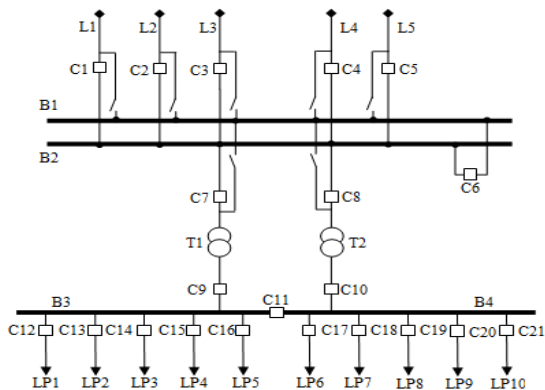 L1 L2 L3 L4 L5
C1 C2 C3 C4 C5
B1
B2
C6
C7 C8
T1 T2
C9 C10
C11
B3 B4
C12 C13 C14 C15 C16 C17 C18 C19 C20 C21
LP1 LP2 LP3 LP4 LP5 LP6 LP7 LP8 LP9 LP10